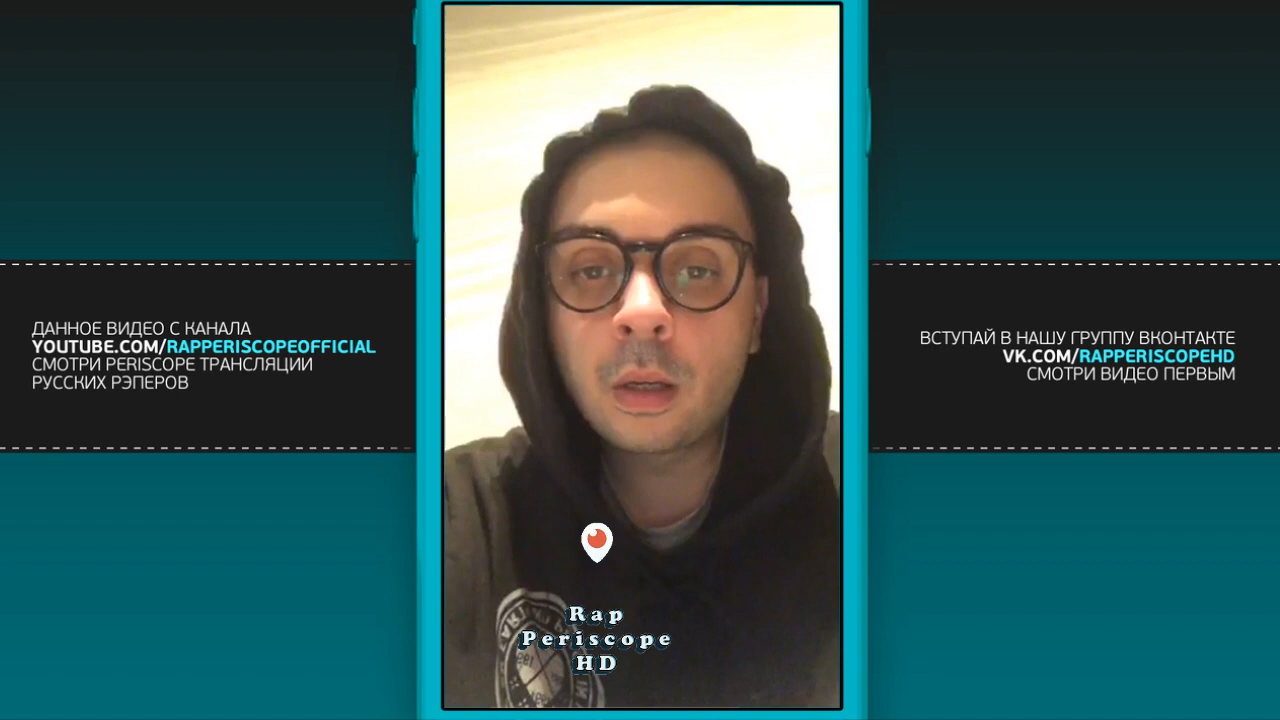 ДАННОЕ ВИДЕО С КАНАЛА
YOUTUBE.COM/RAPPERISCOPEOFFICIAL
СМОТРИ PERISCOPE ТРАНСЛЯЦИИ
РУССКИХ РЭПЕРОВ
ВСТУПАЙ В НАШУ ГРУППУ ВКОНТАКТЕ
VK.COM/RAPPERISCOPEHD
СМОТРИ ВИДЕО ПЕРВЫМ
Rap
Periscope
HD